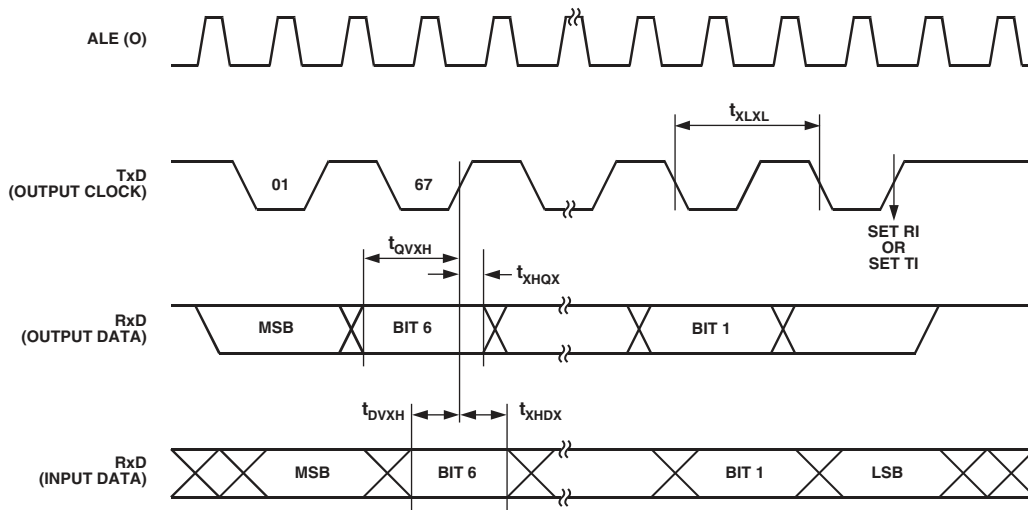 ALE (O)
tXLXL
TxD
(OUTPUT CLOCK)
01
67
SET RI
OR
SET TI
tQVXH
tXHQX
RxD
(OUTPUT DATA)
MSB
BIT 6
BIT 1
tDVXH
tXHDX
RxD
(INPUT DATA)
MSB
BIT 6
BIT 1
LSB